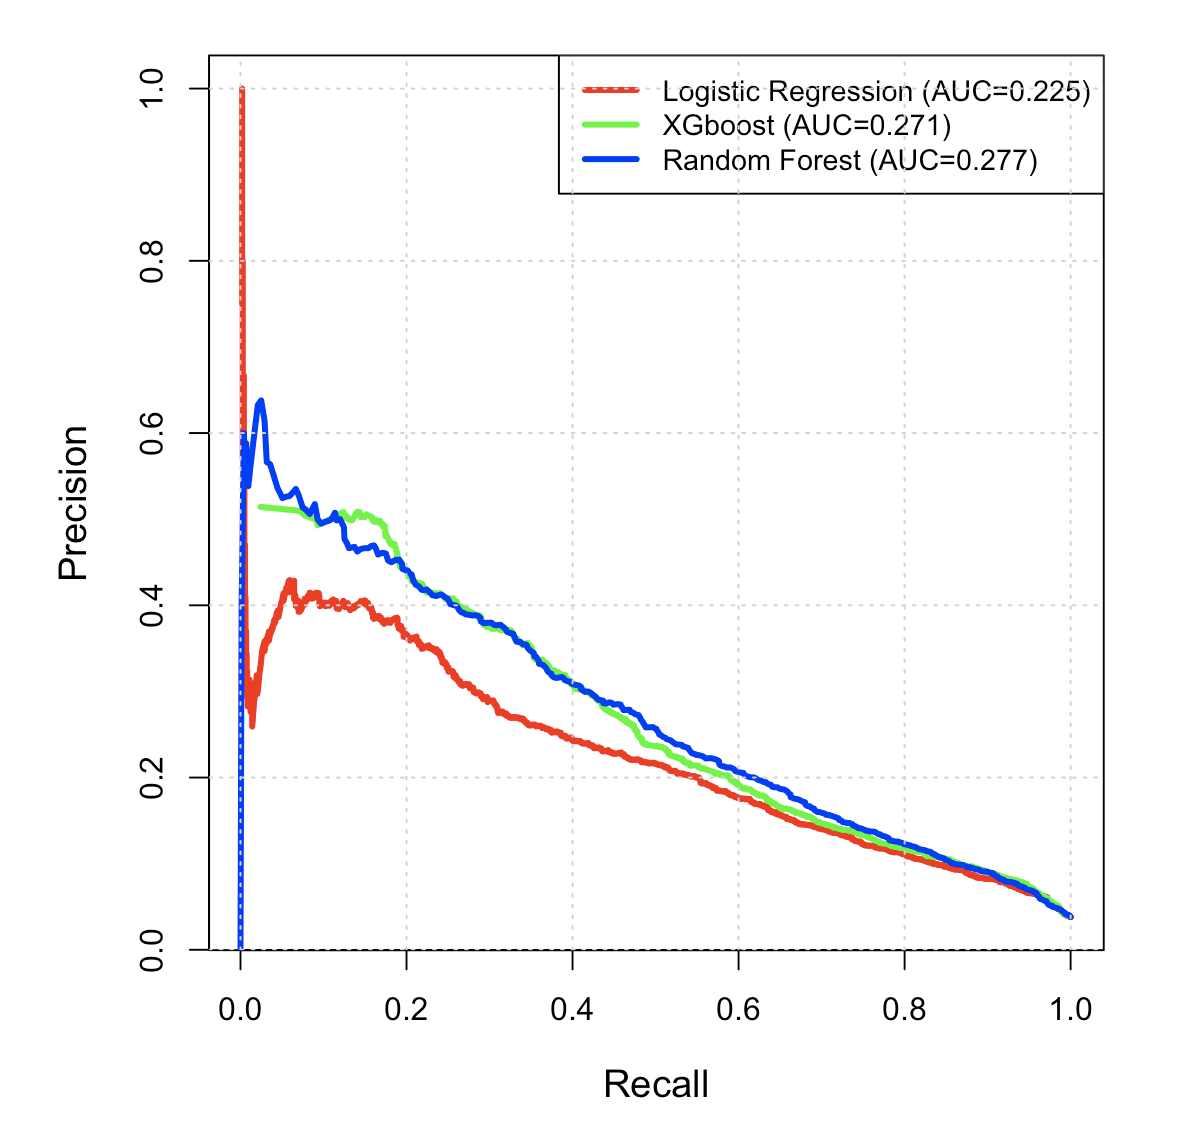 Logistic Regression (AUC=0.225)
XGboost (AUC=0.271)
Random Forest (AUC=0.277)
1.0
0.8
0.6
0.4
0.2
0.0
Precision
0.0 0.2 0.4 0.6 0.8 1.0
Recall